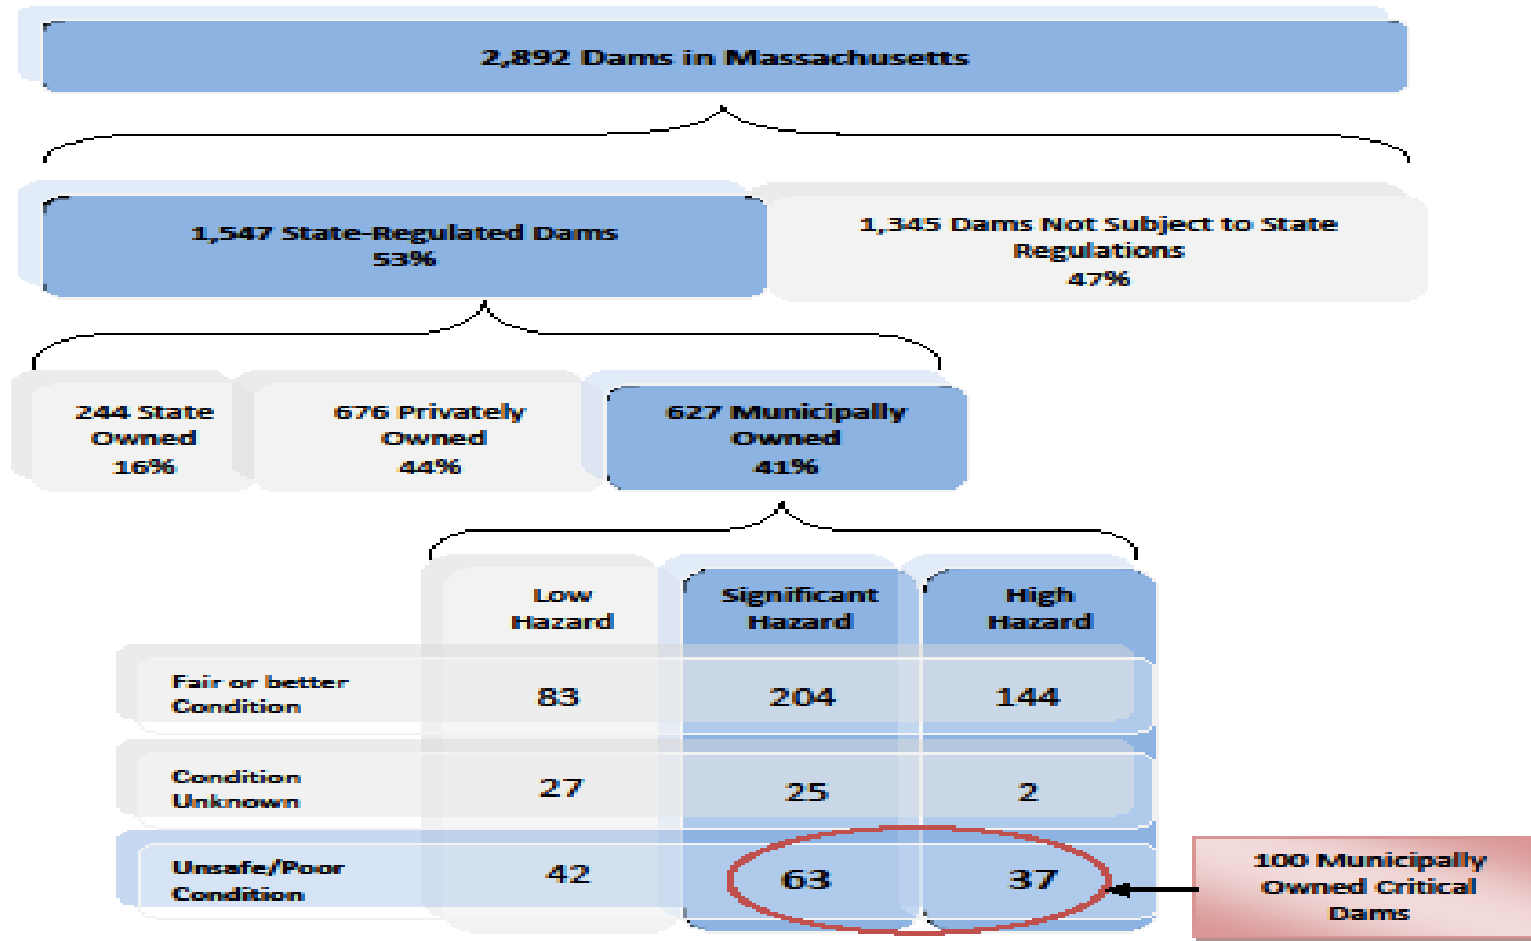 2,892 Dams in Massachusetts
1,547 State-Regulated Dams
53%
1,345 Dams Not Subject to State
Regulations
47%
244 State
Owned
16%
676 Privately
Owned
44%
627 Municipally
Owned
41%
Low
Hazard
Significant
Hazard
High
Hazard
Fair or better
Condition
83
204
144
Condition
Unknown
27
25
2
Unsafe/Poor
Condition
42
63
37
100 Municipally
Owned Critical
Dams